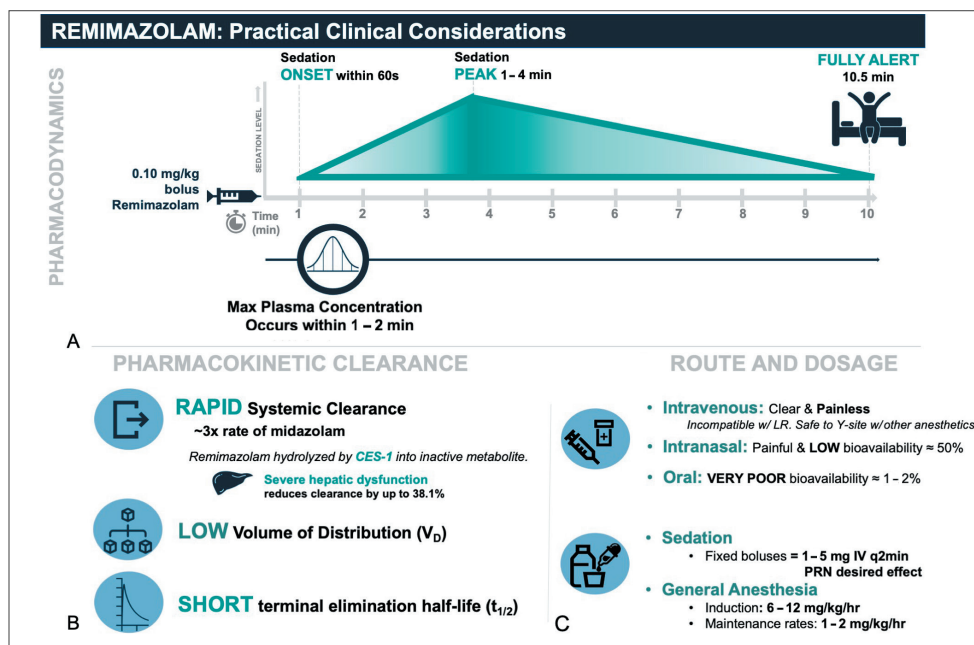 REMIMAZOLAM: Practical Clinical Considerations
PHARMACODYNAMICS
Sedation
ONSET within 60s
Sedation
PEAK 1 – 4 min
FULLY ALERT
10.5 min
SEDATION LEVEL
0.10 mg/kg
bolus
Remimazolam
Time
(min)
1 2 3 4 5 6 7 8 9 10
Max Plasma Concentration
Occurs within 1 – 2 min
A
PHARMACOKINETIC CLEARANCE
RAPID Systemic Clearance
~3x rate of midazolam
Remimazolam hydrolyzed by CES-1 into inactive metabolite.
Severe hepatic dysfunction
reduces clearance by up to 38.1%
LOW Volume of Distribution (VD)
SHORT terminal elimination half-life (t1/2)
B
ROUTE AND DOSAGE
• Intravenous: Clear & Painless
Incompatible w/ LR. Safe to Y-site w/other anesthetics
• Intranasal: Painful & LOW bioavailability ≈ 50%
• Oral: VERY POOR bioavailability ≈ 1 – 2%
• Sedation
• Fixed boluses = 1 – 5 mg IV q2min
PRN desired effect
• General Anesthesia
• Induction: 6 – 12 mg/kg/hr
• Maintenance rates: 1 – 2 mg/kg/hr
C